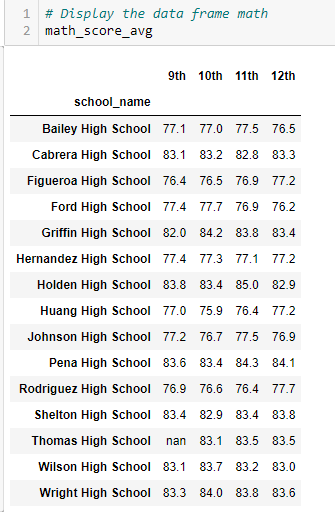 1 # Display the data frame math
2 math_score_avg
9th 10th 11th 12th
school_name
Bailey High School 77.1 77.0 77.5 76.5
Cabrera High School 83.1 83.2 82.8 83.3
Figueroa High School 76.4 76.5 76.9 77.2
Ford High School 77.4 77.7 76.9 76.2
Griffin High School 82.0 84.2 83.8 83.4
Hernandez High School 77.4 77.3 77.1 77.2
Holden High School 83.8 83.4 85.0 82.9
Huang High School 77.0 75.9 76.4 77.2
Johnson High School 77.2 76.7 77.5 76.9
Pena High School 83.6 83.4 84.3 84.1
Rodriguez High School 76.9 76.6 76.4 77.7
Shelton High School 83.4 82.9 83.4 83.8
Thomas High School nan 83.1 83.5 83.5
Wilson High School 83.1 83.7 83.2 83.0
Wright High School 83.3 84.0 83.8 83.6